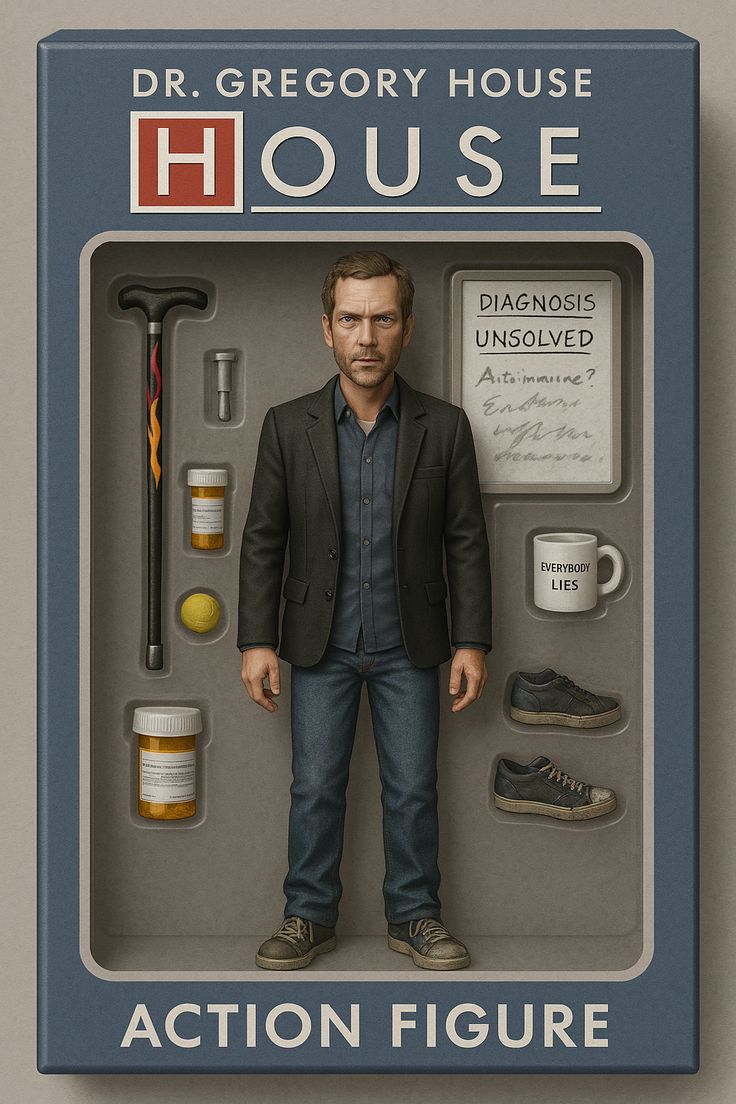 DR. GREGORY HOUSE
HOUSE
DIAGNOSIS
UNSOLVED
EVERYBODY
LIES
ACTION FIGURE